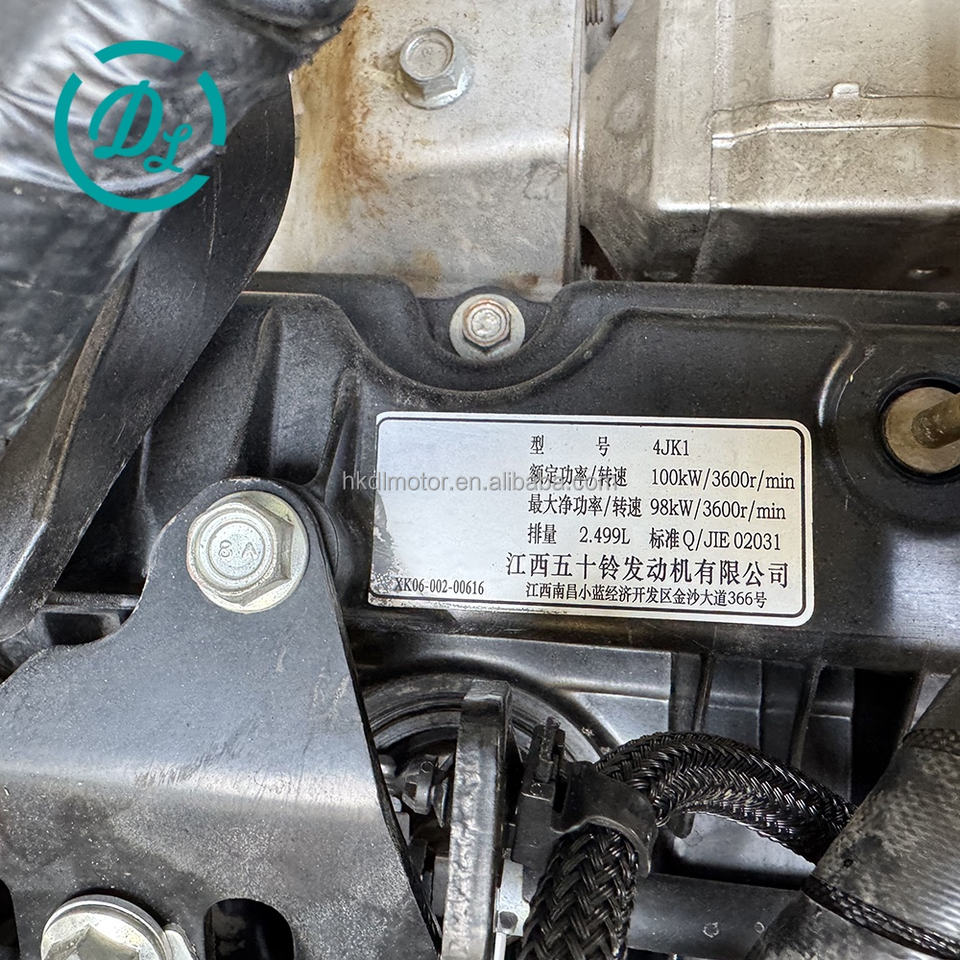 DL
型 号 4JK1
额定功率/转速 100kW/3600r/min
hkdlmotor.en.alibaba.com
最大净功率/转速 98kW/3600r/min
排量 2.499L 标准 Q/JIE 02031
江西五十铃发动机有限公司
XK06-002-00616
江西南昌小蓝经济开发区金沙大道366号